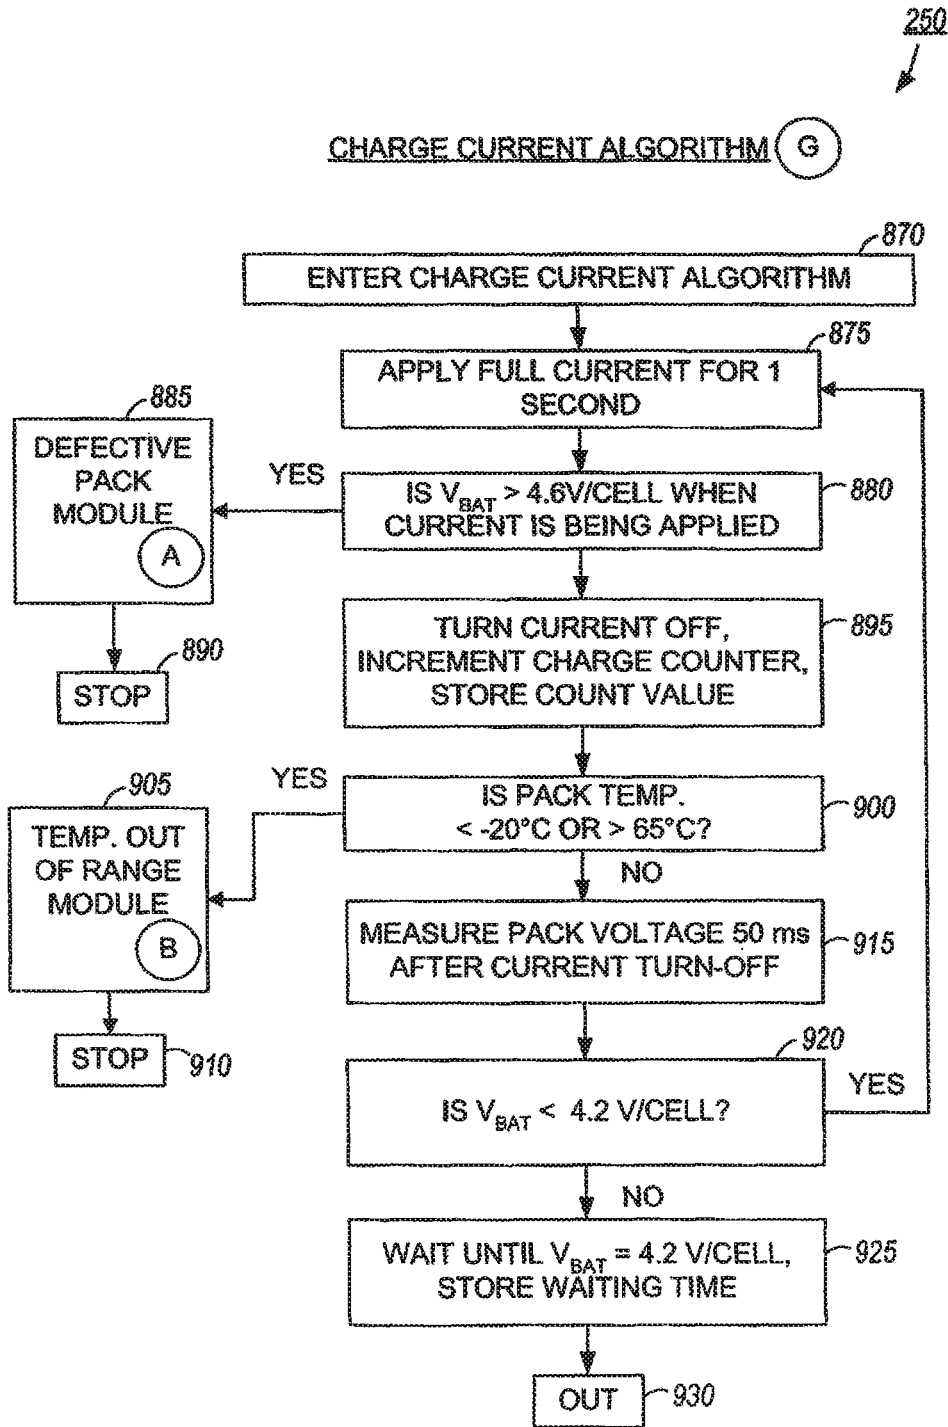 250
CHARGE CURRENT ALGORITHM G
870
ENTER CHARGE CURRENT ALGORITHM
875
APPLY FULL CURRENT FOR 1
SECOND
885
DEFECTIVE
PACK
MODULE
A
YES
IS VBAT > 4.6V/CELL WHEN
CURRENT IS BEING APPLIED
880
890
STOP
TURN CURRENT OFF,
INCREMENT CHARGE COUNTER,
STORE COUNT VALUE
895
905
TEMP. OUT
OF RANGE
MODULE
B
YES
IS PACK TEMP.
< -20°C OR > 65°C?
900
NO
STOP
910
MEASURE PACK VOLTAGE 50 ms
AFTER CURRENT TURN-OFF
915
920
IS VBAT < 4.2 V/CELL?
YES
NO
WAIT UNTIL VBAT = 4.2 V/CELL,
STORE WAITING TIME
925
OUT
930